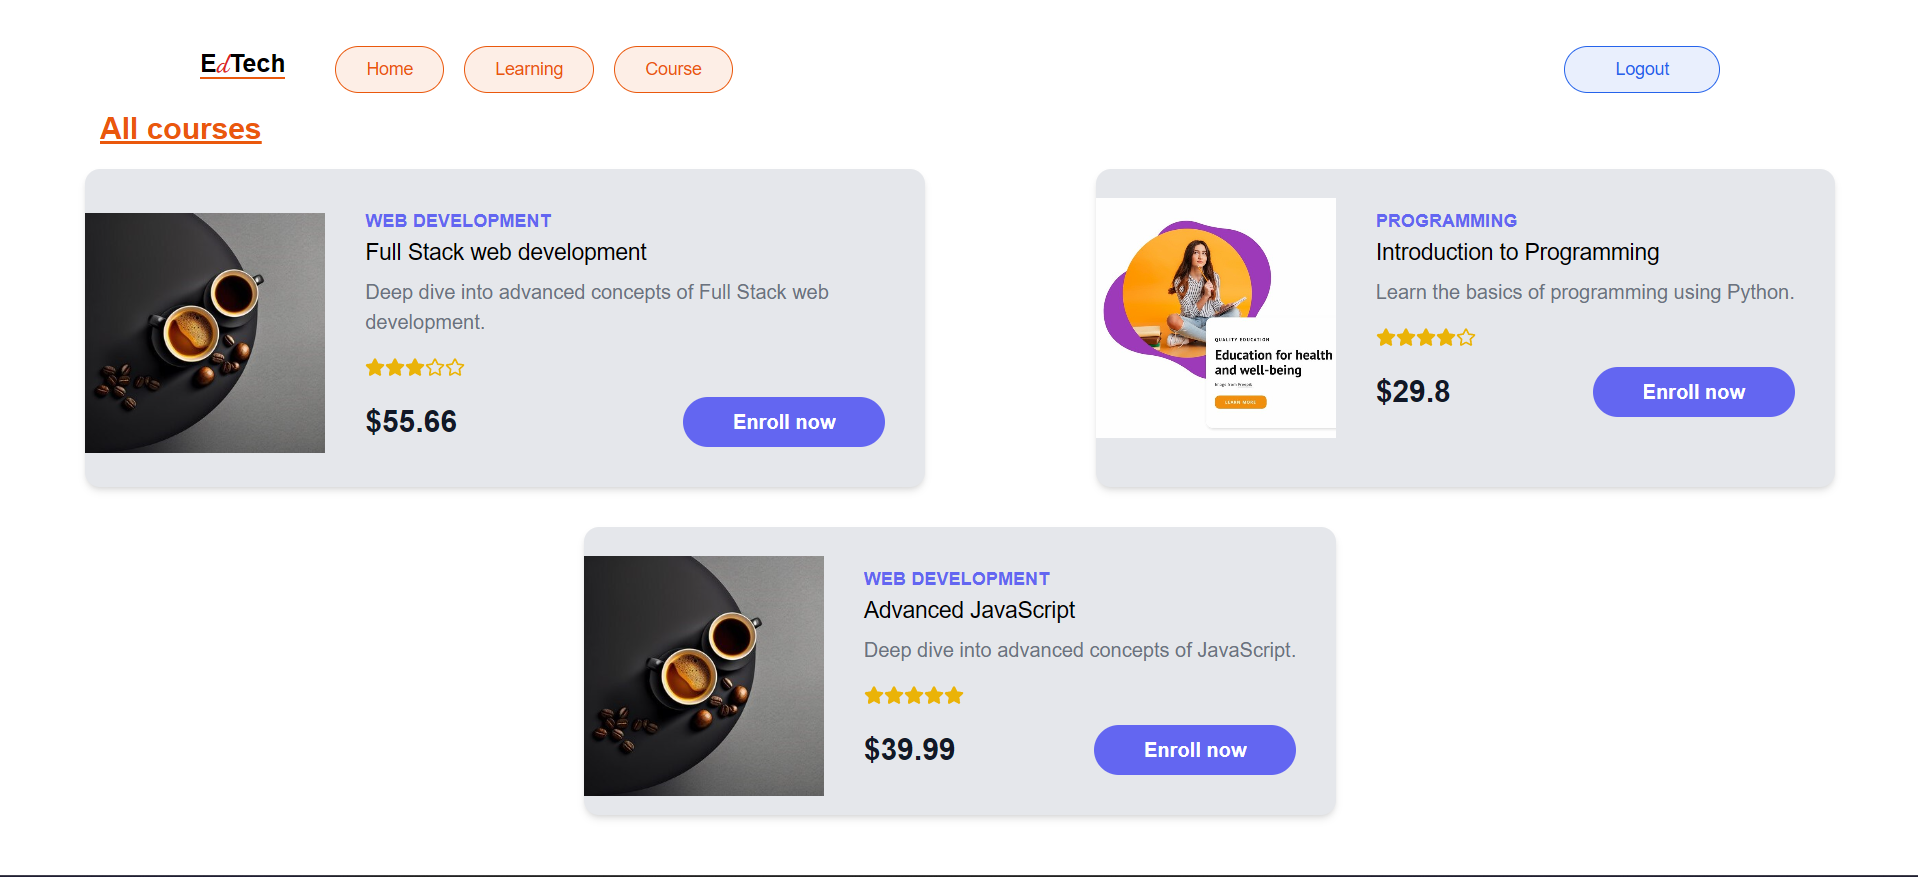 EdTech
Home
Learning
Course
Logout
All courses
WEB DEVELOPMENT
Full Stack web development
Deep dive into advanced concepts of Full Stack web
development.
$55.66
Enroll now
QUALITY EDUCATION
Education for health
and well-being
Image from Freepik
LEARN MORE
PROGRAMMING
Introduction to Programming
Learn the basics of programming using Python.
$29.8
Enroll now
WEB DEVELOPMENT
Advanced JavaScript
Deep dive into advanced concepts of JavaScript.
$39.99
Enroll now